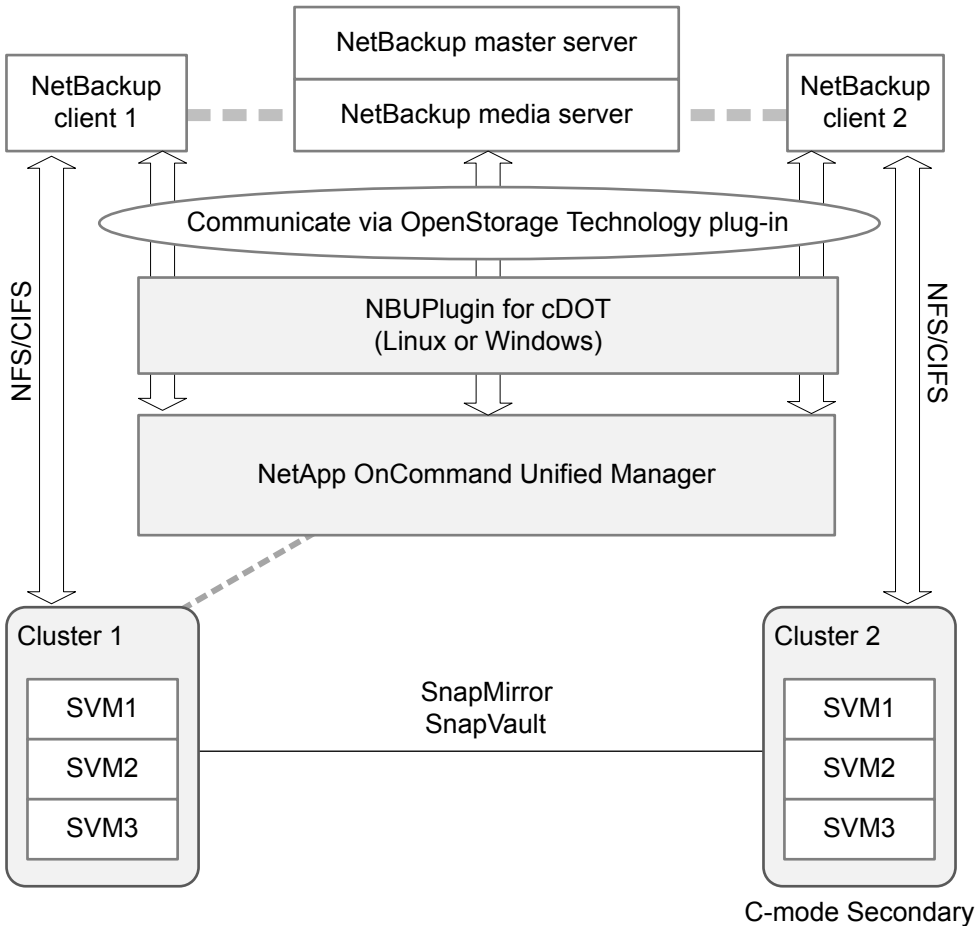 NetBackup master server
NetBackup
client 1
NetBackup media server
NetBackup
client 2
Communicate via OpenStorage Technology plug-in
NFS/CIFS
NBUPlugin for cDOT
(Linux or Windows)
NFS/CIFS
NetApp OnCommand Unified Manager
Cluster 1
SVM1
SVM2
SVM3
SnapMirror
SnapVault
Cluster 2
SVM1
SVM2
SVM3
C-mode Secondary